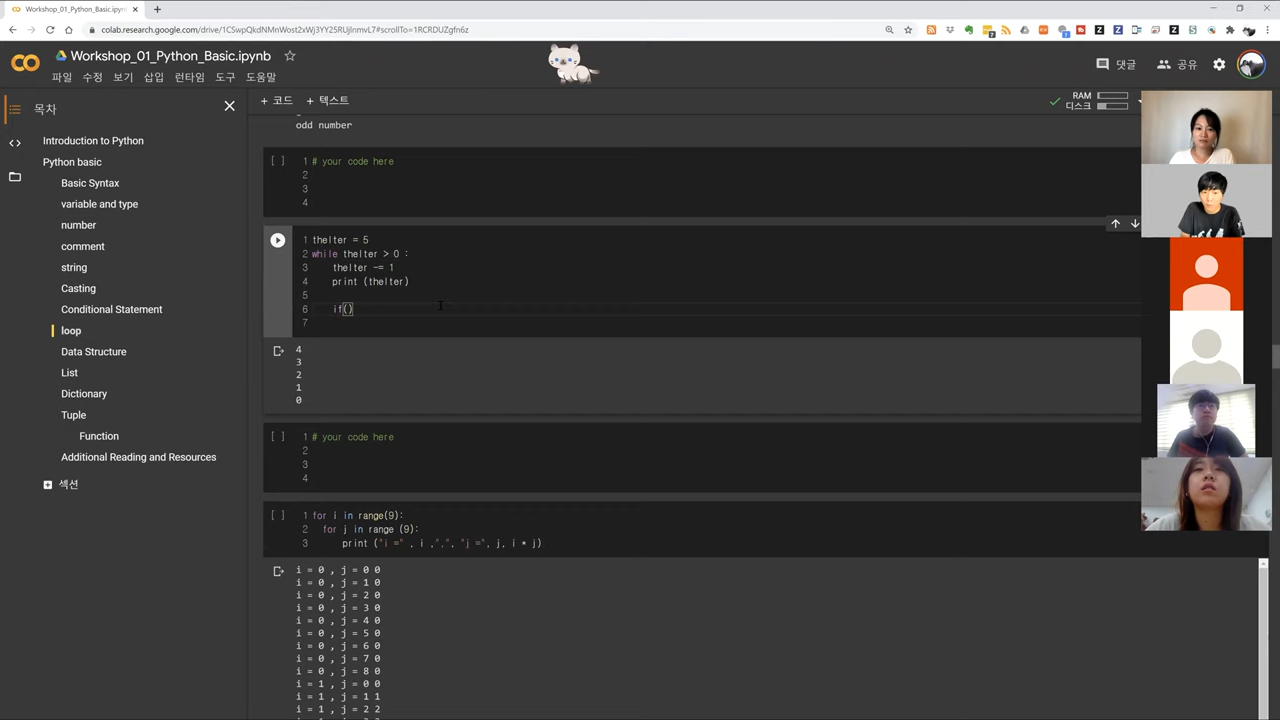 Workshop_01_Python_Basic.ipynb
colab.research.google.com/drive/1CSwpQkdNMnWost2xWj3YY25RUjlnmvL7#scrollTo=1RCRDUZgfn6z
Workshop_01_Python_Basic.ipynb
파일 수정 보기 삽입 런타임 도구 도움말
댓글 공유
목차
+ 코드 + 텍스트
RAM
디스크
Introduction to Python
Python basic
Basic Syntax
variable and type
number
comment
string
Casting
Conditional Statement
loop
Data Structure
List
Dictionary
Tuple
Function
Additional Reading and Resources
섹션
odd number
[ ] 1 # your code here
2
3
4
1 theIter = 5
2 while theIter > 0 :
3 theIter -= 1
4 print (theIter)
5
6 if()
7
4
3
2
1
0
[ ] 1 # your code here
2
3
4
[ ] 1 for i in range(9):
2 for j in range (9):
3 print ("i =" , i ,",", "j =", j, i * j)
i = 0 , j = 0 0
i = 0 , j = 1 0
i = 0 , j = 2 0
i = 0 , j = 3 0
i = 0 , j = 4 0
i = 0 , j = 5 0
i = 0 , j = 6 0
i = 0 , j = 7 0
i = 0 , j = 8 0
i = 1 , j = 0 0
i = 1 , j = 1 1
i = 1 , j = 2 2